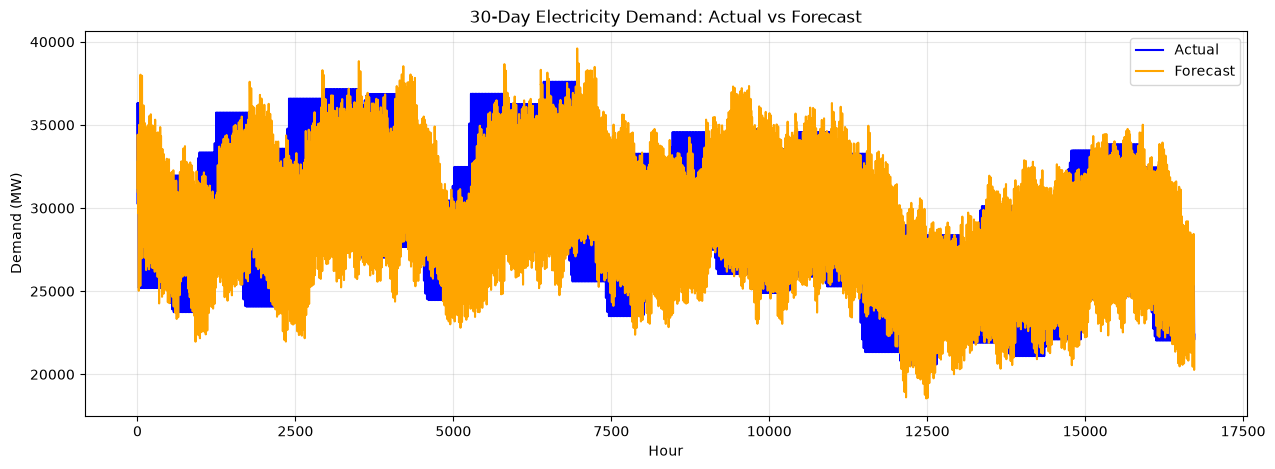 30-Day Electricity Demand: Actual vs Forecast
Actual
Forecast
40000
35000
30000
25000
20000
Demand (MW)
0 2500 5000 7500 10000 12500 15000 17500
Hour